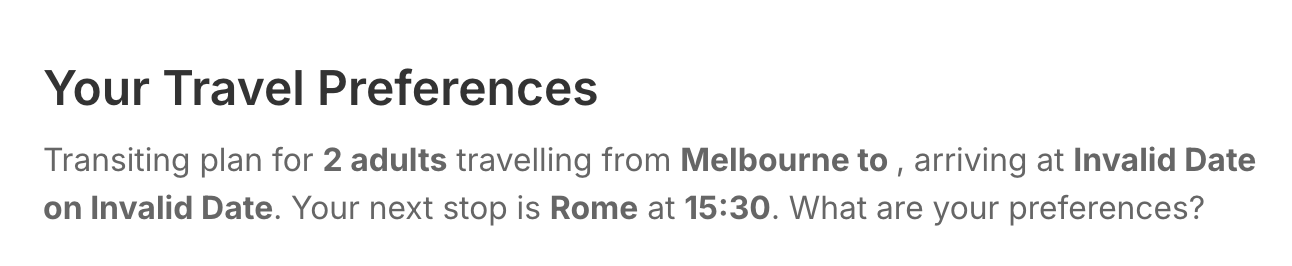 Your Travel Preferences
Transiting plan for 2 adults travelling from Melbourne to , arriving at Invalid Date
on Invalid Date. Your next stop is Rome at 15:30. What are your preferences?